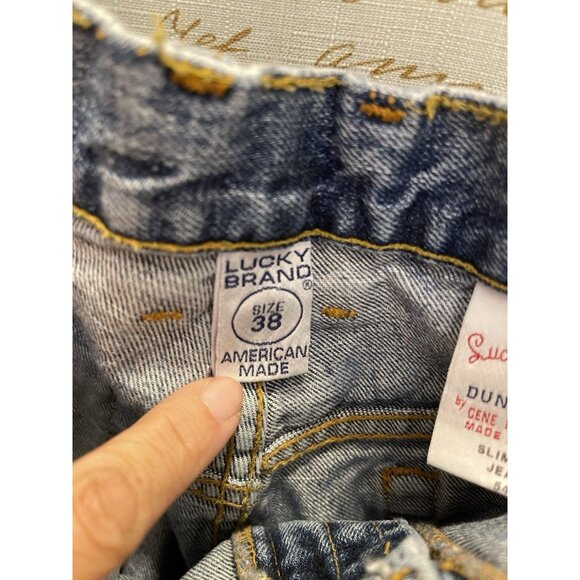 LUCKY
BRAND®
SIZE
38
AMERICAN
MADE
DUN
by GENE
MADE
SLIM
JEA